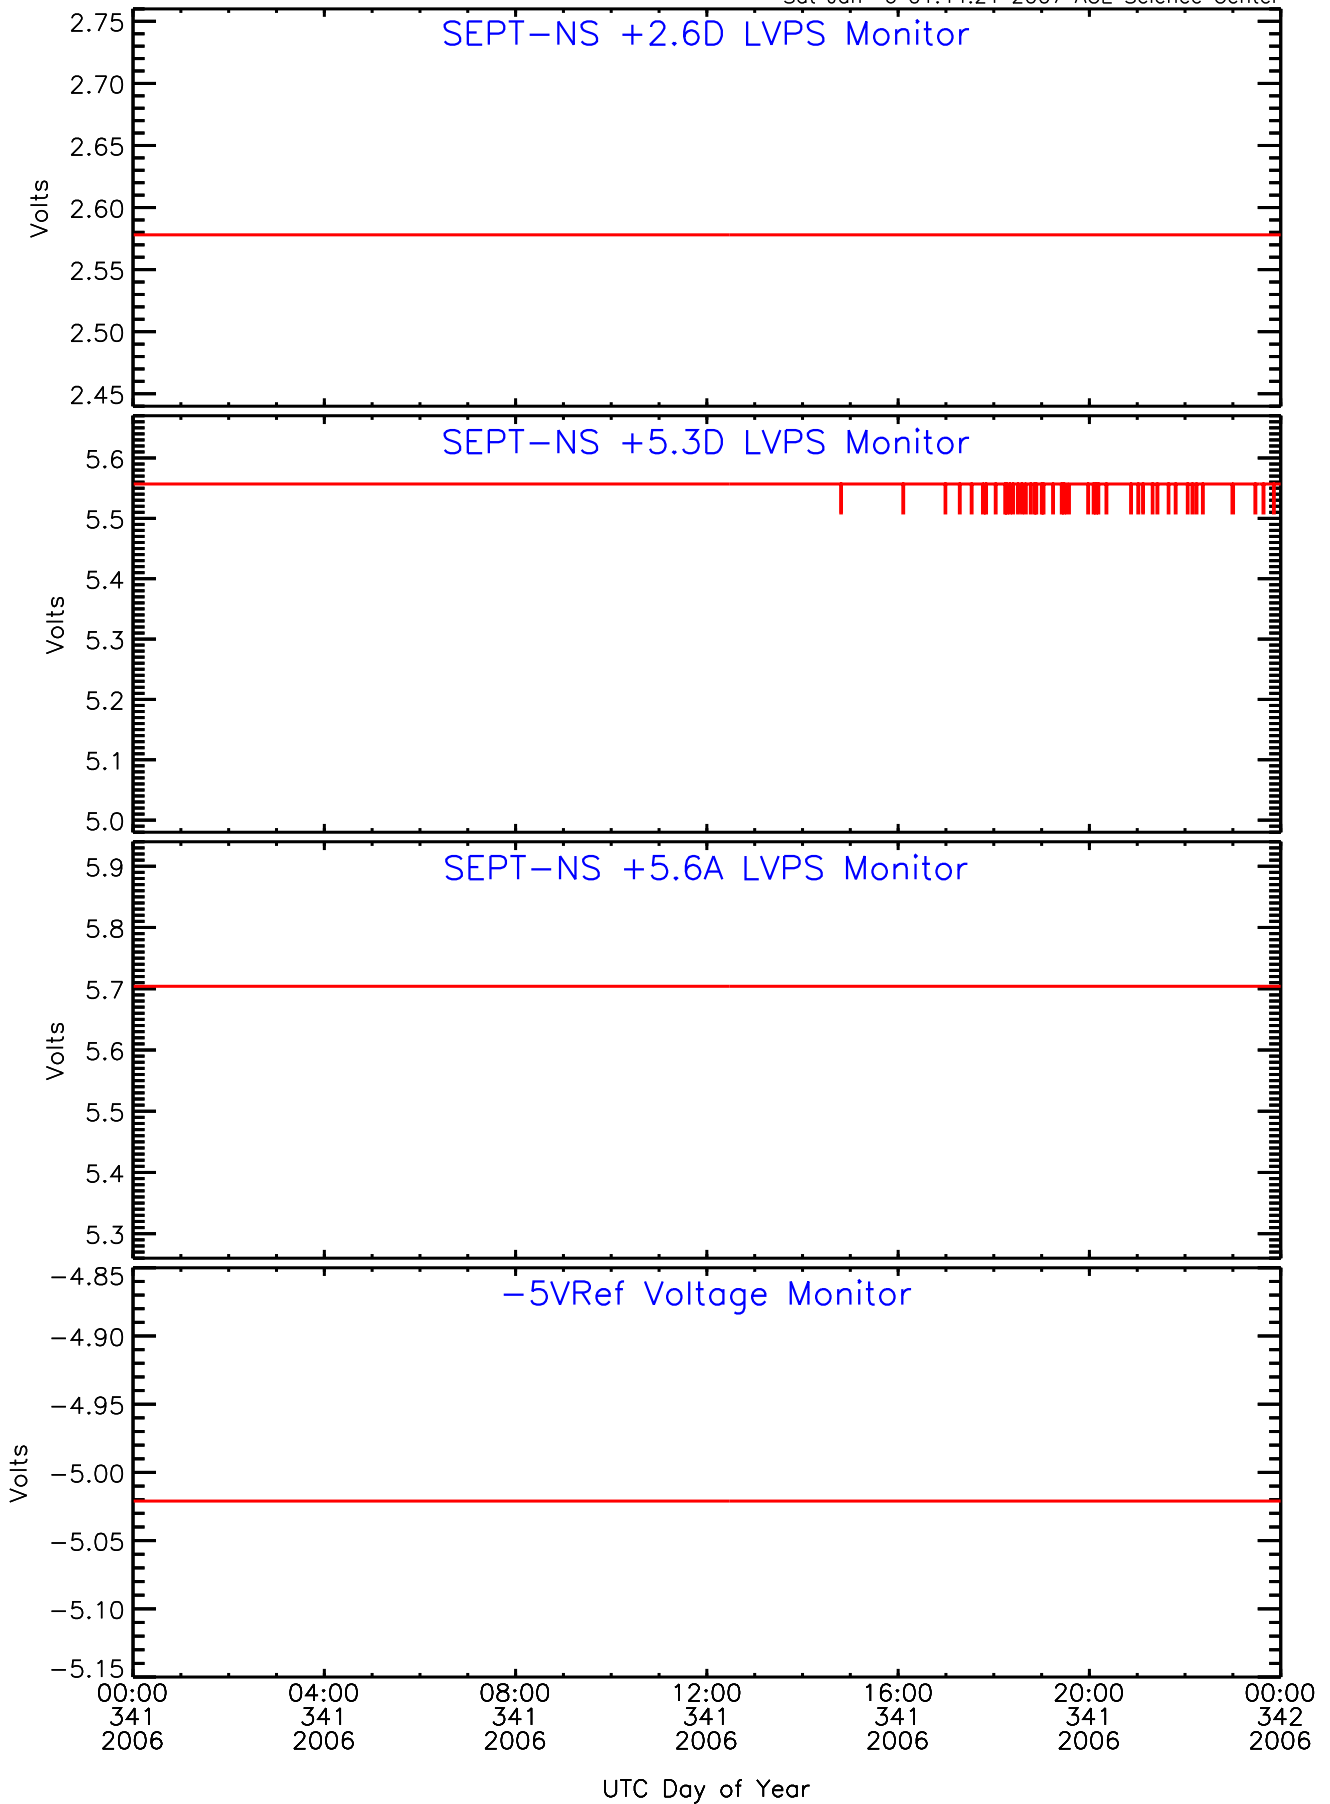 2007 ACE Science Center
SEPT-NS +2.6D LVPS Monitor
2.75
2.70
2.65
2.60
2.55
2.50
2.45
Volts
SEPT-NS +5.3D LVPS Monitor
5.6
5.5
5.4
5.3
5.2
5.1
5.0
Volts
SEPT-NS +5.6A LVPS Monitor
5.9
5.8
5.7
5.6
5.5
5.4
5.3
Volts
-5VRef Voltage Monitor
-4.85
-4.90
-4.95
-5.00
-5.05
-5.10
-5.15
Volts
00:00 04:00 08:00 12:00 16:00 20:00 00:00
341 341 341 341 341 341 342
2006 2006 2006 2006 2006 2006 2006
UTC Day of Year